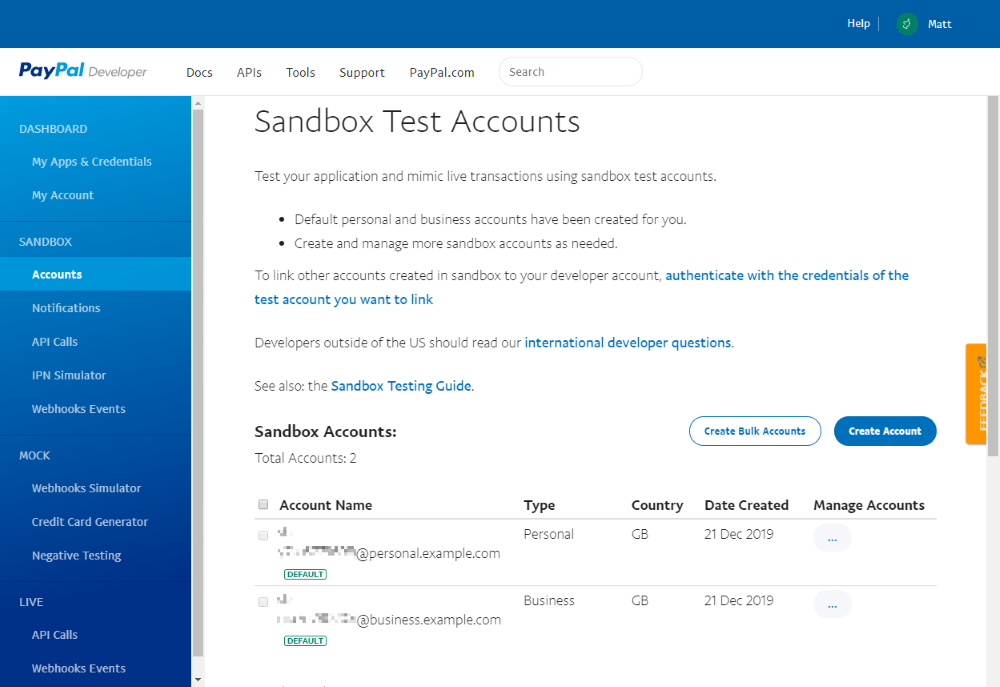 Help
Matt
PayPal Developer
Docs
APIs
Tools
Support
PayPal.com
Search
DASHBOARD
My Apps & Credentials
My Account
SANDBOX
Accounts
Notifications
API Calls
IPN Simulator
Webhooks Events
MOCK
Webhooks Simulator
Credit Card Generator
Negative Testing
LIVE
API Calls
Webhooks Events
Sandbox Test Accounts
Test your application and mimic live transactions using sandbox test accounts.
Default personal and business accounts have been created for you.
Create and manage more sandbox accounts as needed.
To link other accounts created in sandbox to your developer account, authenticate with the credentials of the
test account you want to link
Developers outside of the US should read our international developer questions.
See also: the Sandbox Testing Guide.
Sandbox Accounts:
Total Accounts: 2
Create Bulk Accounts
Create Account
Account Name Type Country Date Created Manage Accounts
@personal.example.com Personal GB 21 Dec 2019 ...
DEFAULT
@business.example.com Business GB 21 Dec 2019 ...
DEFAULT
FEEDBACK